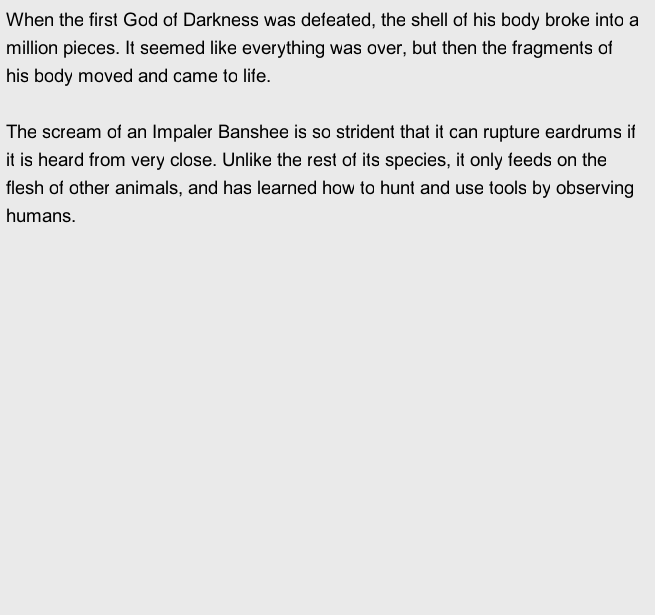 When the first God of Darkness was defeated, the shell of his body broke into a
million pieces. It seemed like everything was over, but then the fragments of
his body moved and came to life.
The scream of an Impaler Banshee is so strident that it can rupture eardrums if
it is heard from very close. Unlike the rest of its species, it only feeds on the
flesh of other animals, and has learned how to hunt and use tools by observing
humans.